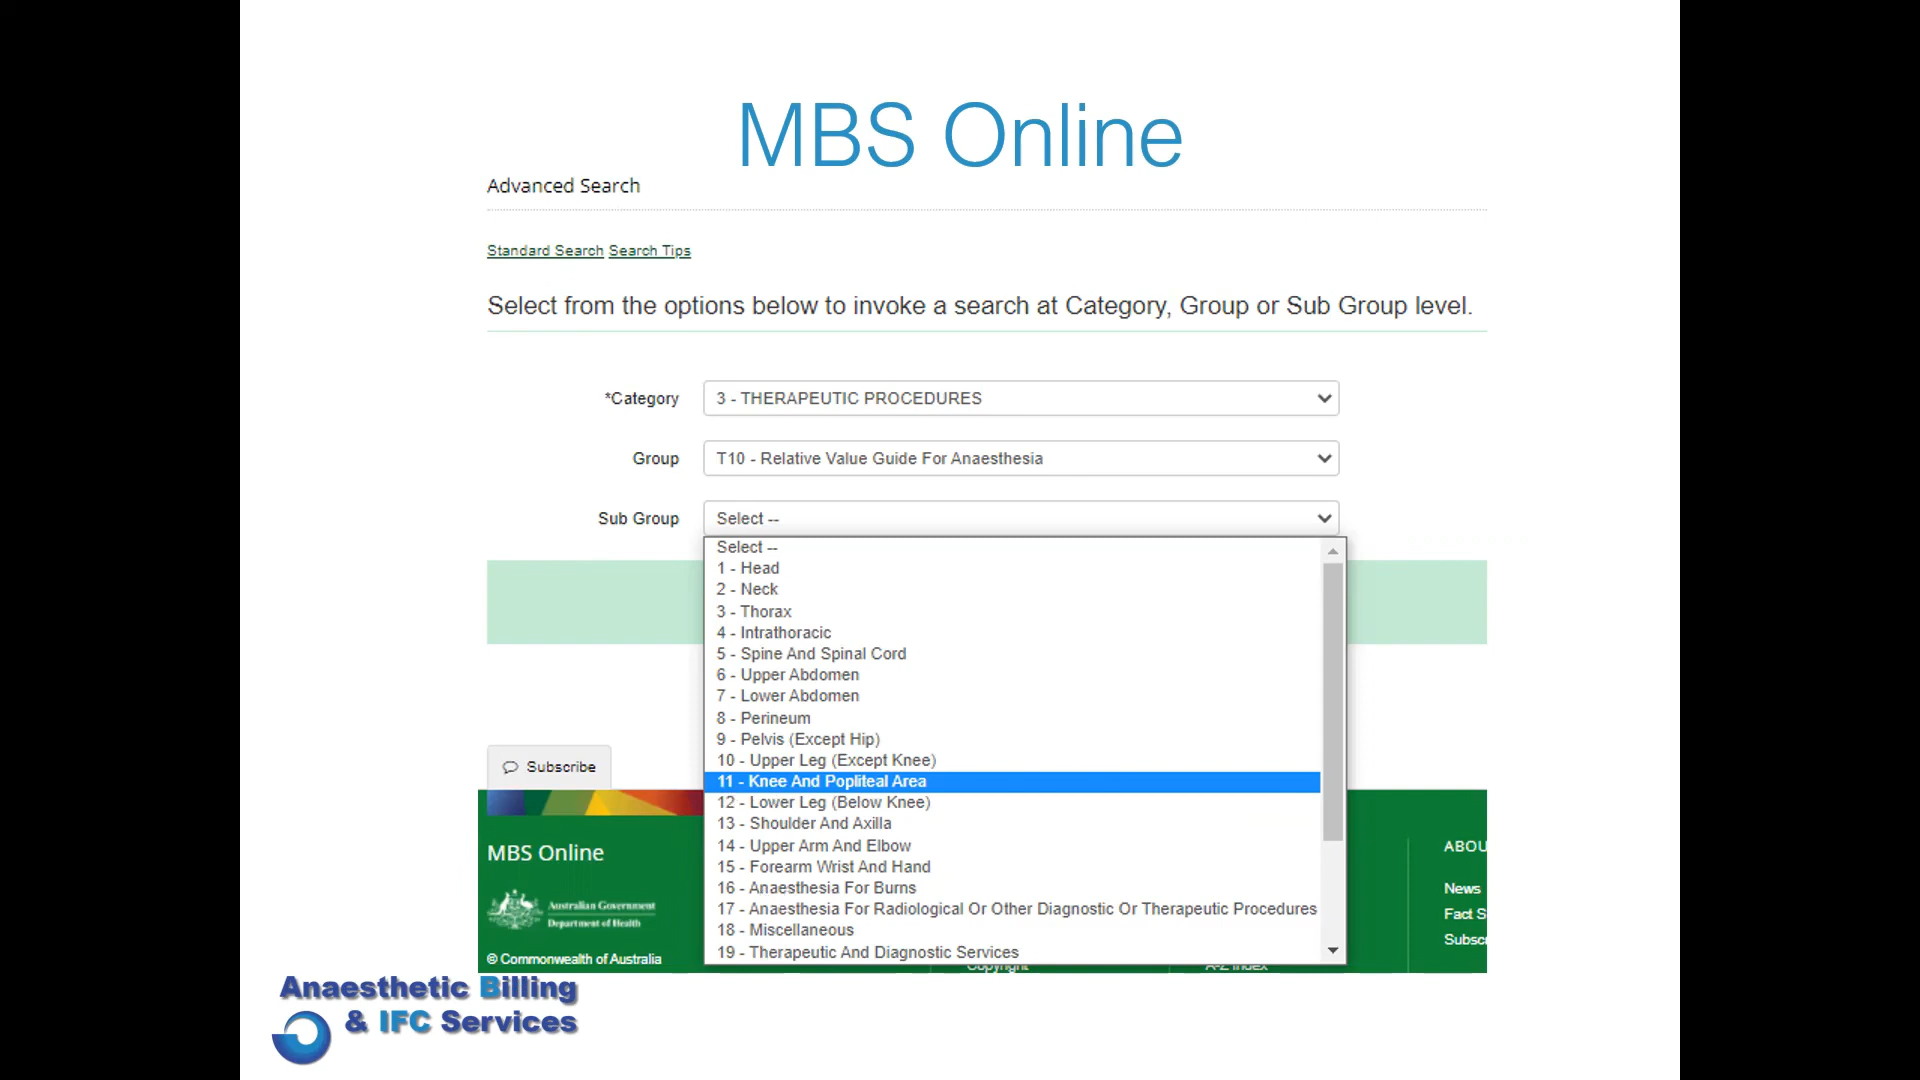 MBS Online
Advanced Search
Standard Search Search Tips
Select from the options below to invoke a search at Category, Group or Sub Group level.
*Category
3 - THERAPEUTIC PROCEDURES
Group
T10 - Relative Value Guide For Anaesthesia
Sub Group
Select --
Select --
1 - Head
2 - Neck
3 - Thorax
4 - Intrathoracic
5 - Spine And Spinal Cord
6 - Upper Abdomen
7 - Lower Abdomen
8 - Perineum
9 - Pelvis (Except Hip)
10 - Upper Leg (Except Knee)
11 - Knee And Popliteal Area
12 - Lower Leg (Below Knee)
13 - Shoulder And Axilla
14 - Upper Arm And Elbow
15 - Forearm Wrist And Hand
16 - Anaesthesia For Burns
17 - Anaesthesia For Radiological Or Other Diagnostic Or Therapeutic Procedures
18 - Miscellaneous
19 - Therapeutic And Diagnostic Services
Subscribe
MBS Online
Australian Government
Department of Health
© Commonwealth of Australia
Copyright
A-Z Index
ABOU
News
Fact S
Subsc
Anaesthetic Billing
& IFC Services